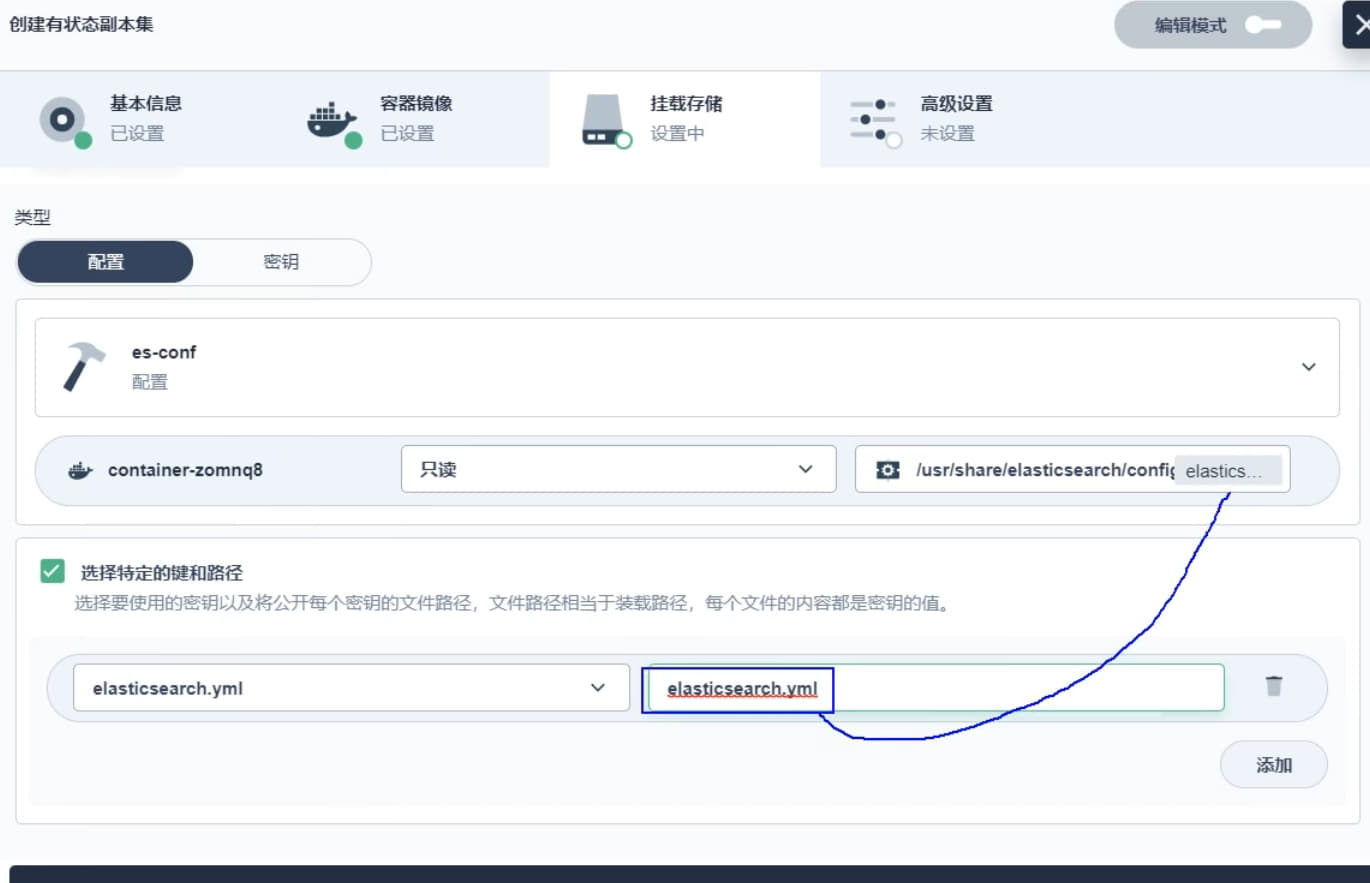 创建有状态副本集
编辑模式
基本信息
已设置
容器镜像
已设置
挂载存储
设置中
高级设置
未设置
类型
配置
密钥
es-conf
配置
container-zomnq8
只读
/usr/share/elasticsearch/config
elastics...
选择特定的键和路径
选择要使用的密钥以及将公开每个密钥的文件路径，文件路径相当于装载路径，每个文件的内容都是密钥的值。
elasticsearch.yml
elasticsearch.yml
添加